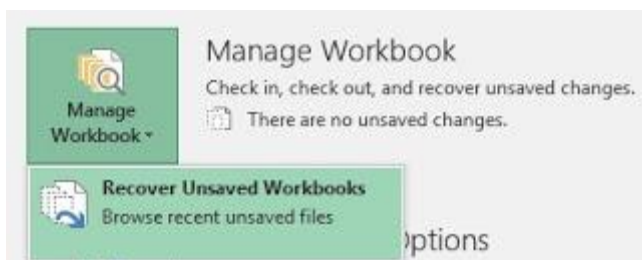 Manage Workbook
Check in, check out, and recover unsaved changes.
There are no unsaved changes.
Manage
Workbook
Recover Unsaved Workbooks
Browse recent unsaved files
ptions